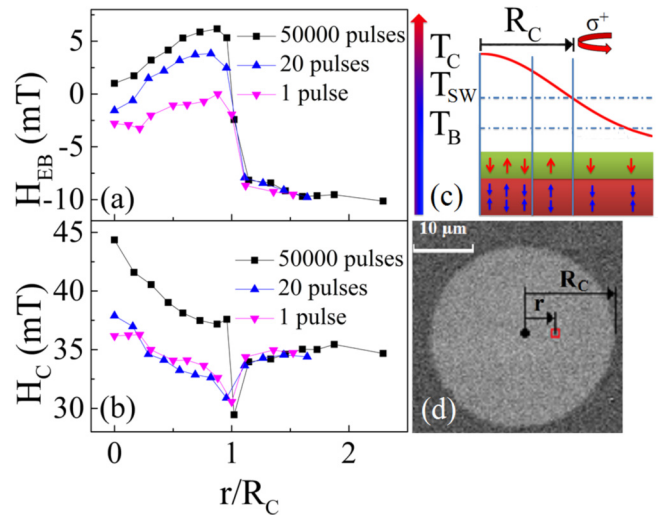 5
0
-5
-10
H_EB (mT)
50000 pulses
20 pulses
1 pulse
(a)
45
40
35
30
H_C (mT)
50000 pulses
20 pulses
1 pulse
(b)
0
1
2
r/R_C
T_C
T_SW
T_B
R_C
σ⁺
(c)
10 μm
R_C
r
(d)